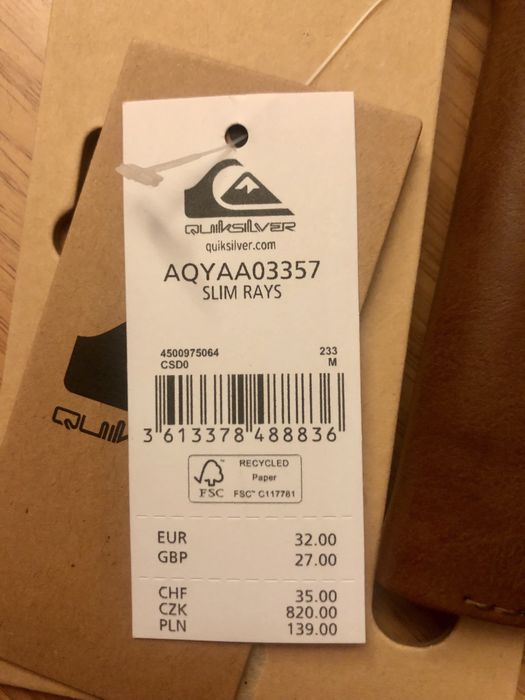 QUIKSILVER
quiksilver.com
AQYAA03357
SLIM RAYS
4500975064 233
CSD0 M
3 613378 488836
FSC
RECYCLED
Paper
FSC™ C117781
EUR 32.00
GBP 27.00
CHF 35.00
CZK 820.00
PLN 139.00
QUIK